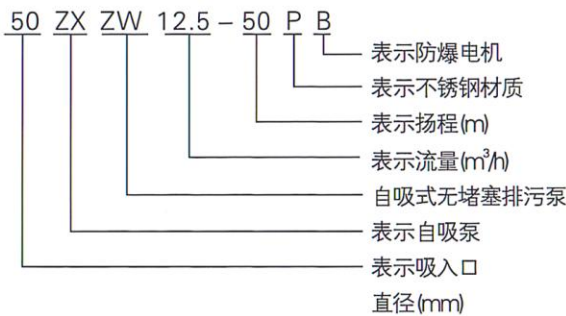 50 ZX ZW 12.5-50 P B
表示防爆电机
表示不锈钢材质
表示扬程(m)
表示流量(m³/h)
自吸式无堵塞排污泵
表示自吸泵
表示吸入口
直径(mm)